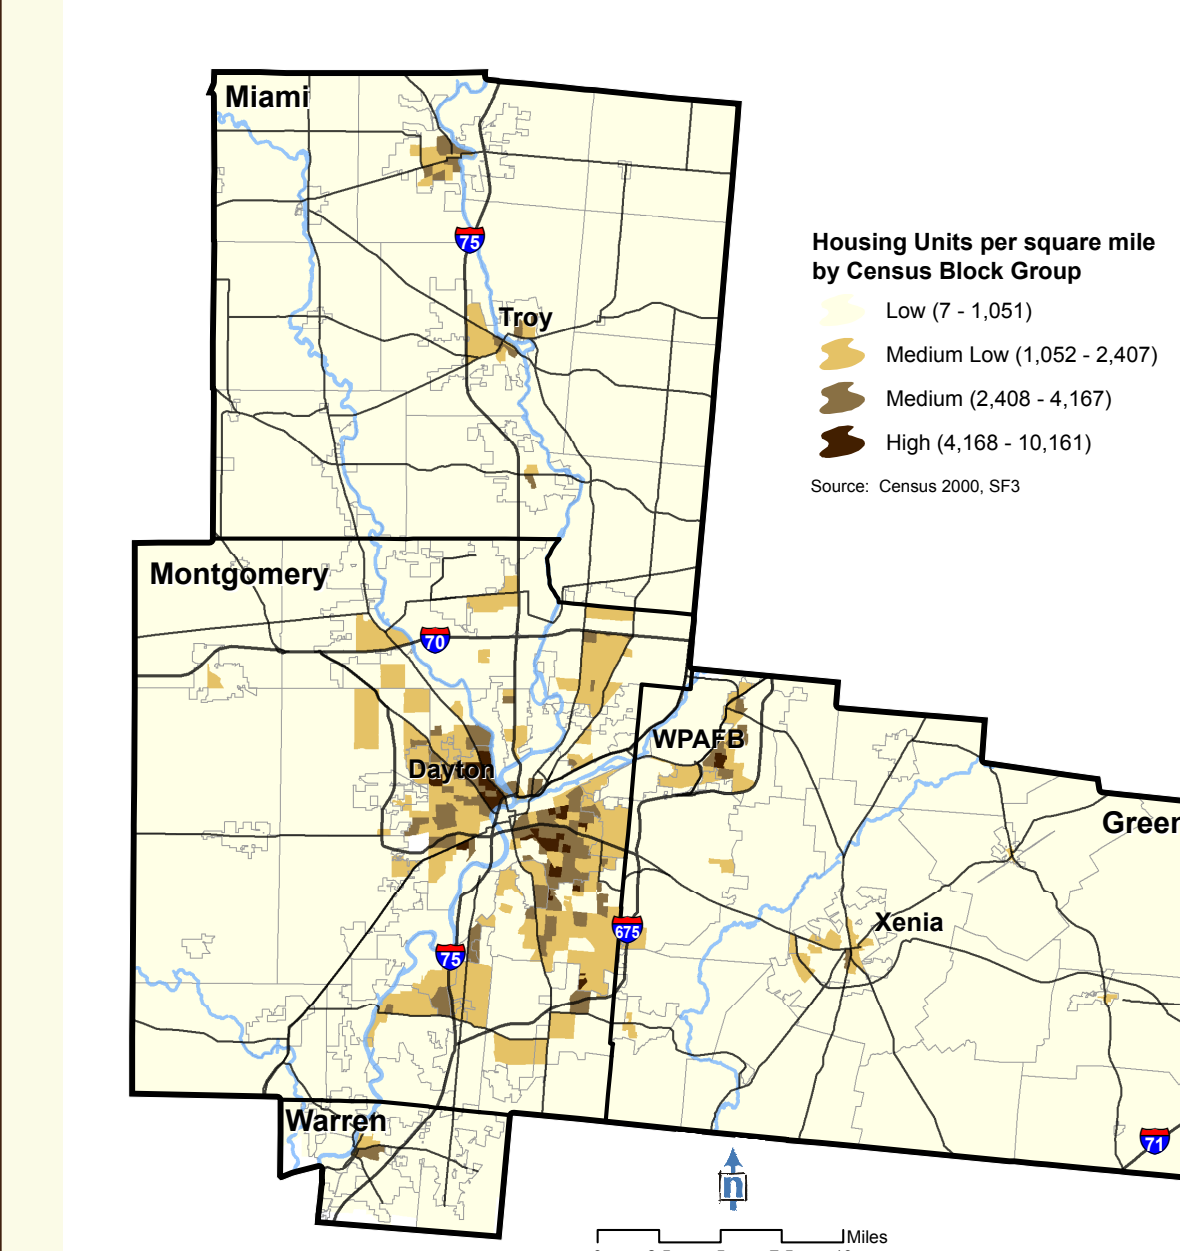 Miami
75
Housing Units per square mile
by Census Block Group
Low (7 - 1,051)
Troy
Medium Low (1,052 - 2,407)
Medium (2,408 - 4,167)
High (4,168 - 10,161)
Source: Census 2000, SF3
Montgomery
70
WPAFB
Dayton
Green
Xenia
675
75
Warren
71
n
Miles